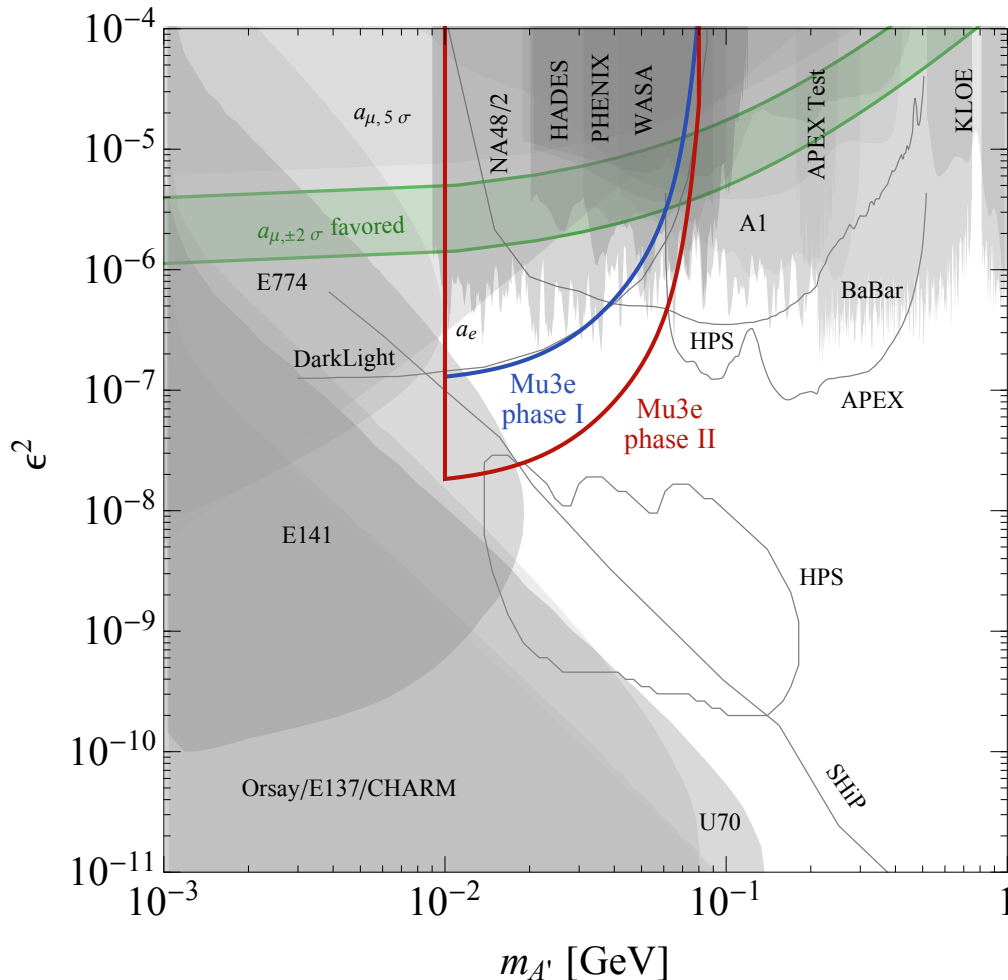 10⁻⁴
10⁻⁵
10⁻⁶
10⁻⁷
10⁻⁸
10⁻⁹
10⁻¹⁰
10⁻¹¹
ϵ²
a_μ, 5 σ
NA48/2
HADES
PHENIX
WASA
APEX Test
KLOE
a_μ,±2 σ favored
A1
E774
BaBar
a_e
HPS
DarkLight
Mu3e
phase I
Mu3e
phase II
APEX
E141
HPS
Orsay/E137/CHARM
U70
SHiP
10⁻³
10⁻²
10⁻¹
1
m_A' [GeV]